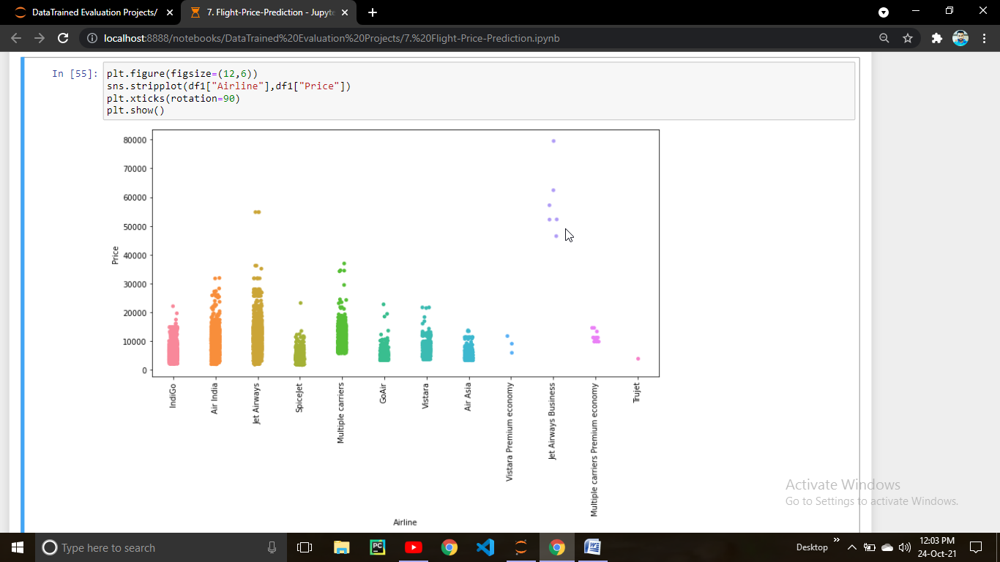 DataTrained Evaluation Projects/
7. Flight-Price-Prediction - Jupyte
localhost:8888/notebooks/DataTrained%20Evaluation%20Projects/7.%20Flight-Price-Prediction.ipynb
In [55]:
plt.figure(figsize=(12,6))
sns.stripplot(df1["Airline"],df1["Price"])
plt.xticks(rotation=90)
plt.show()
80000
70000
60000
50000
40000
30000
20000
10000
0
Price
IndiGo
Air India
Jet Airways
SpiceJet
Multiple carriers
GoAir
Vistara
Air Asia
Vistara Premium economy
Jet Airways Business
Multiple carriers Premium economy
Trujet
Airline
Activate Windows
Go to Settings to activate Windows.
Type here to search
PC
W
Desktop
12:03 PM
24-Oct-21